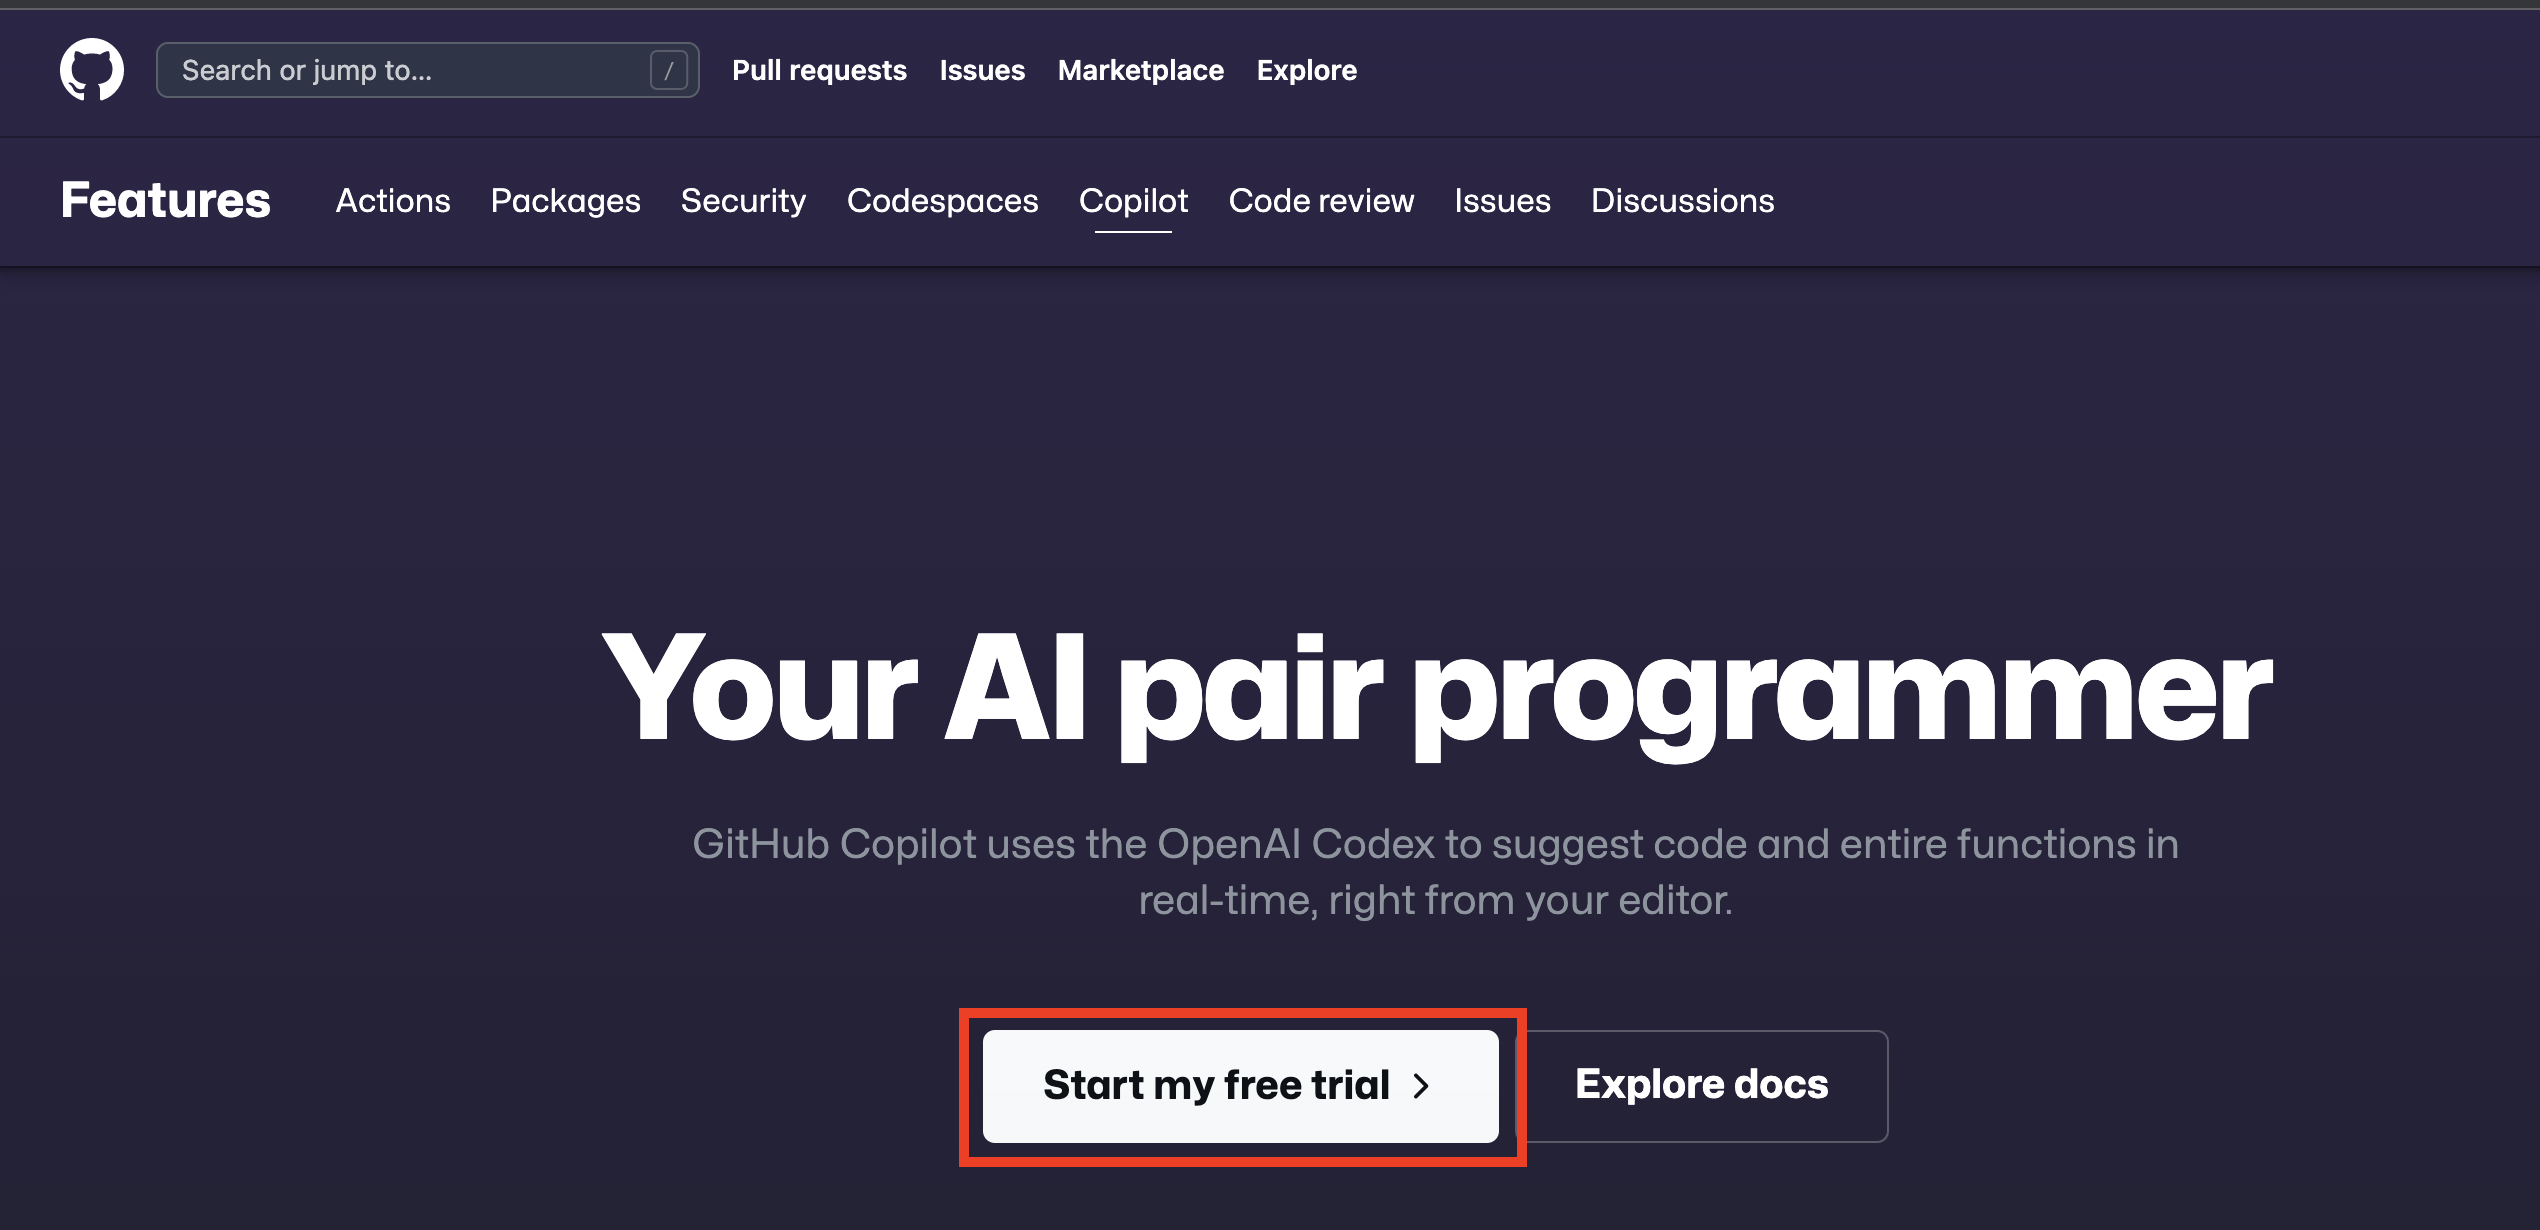 Search or jump to... /
Pull requests Issues Marketplace Explore
Features Actions Packages Security Codespaces Copilot Code review Issues Discussions
Your AI pair programmer
GitHub Copilot uses the OpenAI Codex to suggest code and entire functions in
real-time, right from your editor.
Start my free trial >
Explore docs